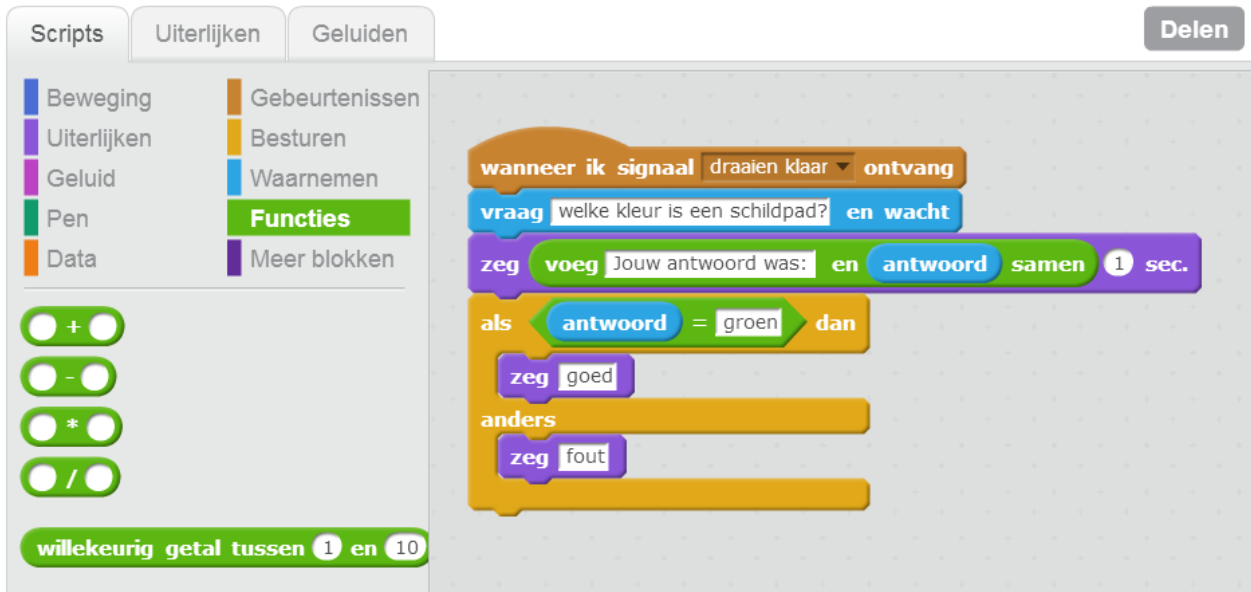 Scripts Uiterlijken Geluiden Delen
Beweging Gebeurtenissen
Uiterlijken Besturen
Geluid Waarnemen
Pen Functies
Data Meer blokken
+
-
*
/
willekeurig getal tussen 1 en 10
wanneer ik signaal draaien klaar ontvang
vraag welke kleur is een schildpad? en wacht
zeg voeg Jouw antwoord was: en antwoord samen 1 sec.
als antwoord = groen dan
zeg goed
anders
zeg fout